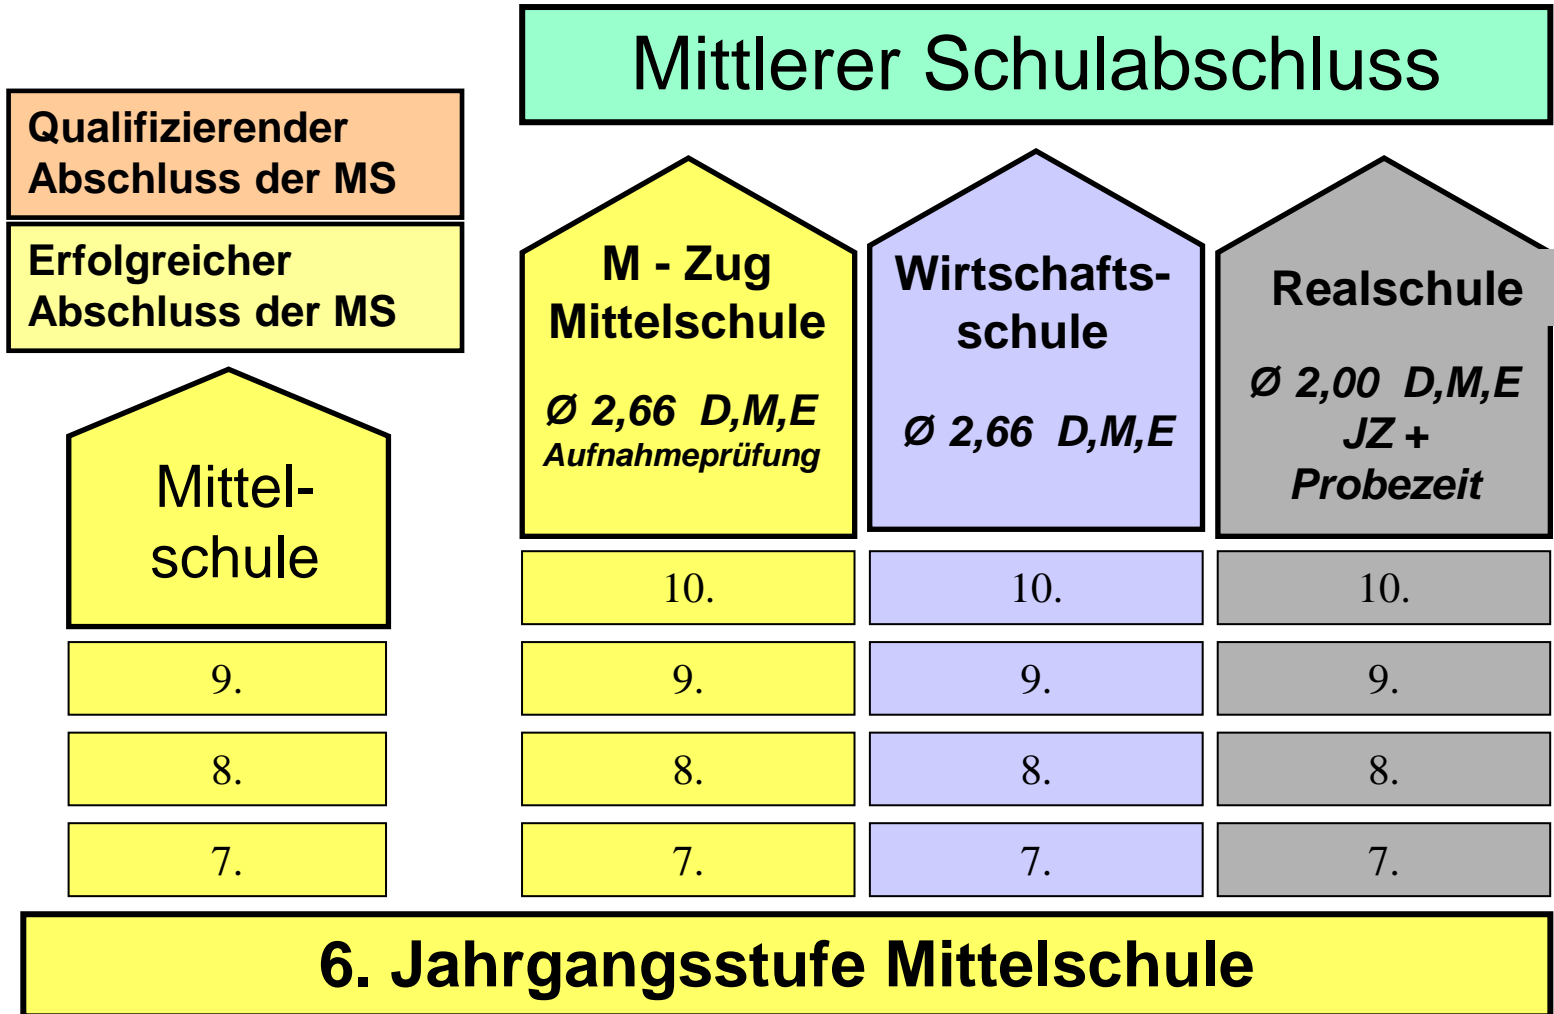 Mittlerer Schulabschluss
Qualifizierender
Abschluss der MS
Erfolgreicher
Abschluss der MS
Mittel-
schule
9.
8.
7.
M - Zug
Mittelschule
Ø 2,66 D,M,E
Aufnahmeprüfung
10.
9.
8.
7.
Wirtschafts-
schule
Ø 2,66 D,M,E
10.
9.
8.
7.
Realschule
Ø 2,00 D,M,E
JZ +
Probezeit
10.
9.
8.
7.
6. Jahrgangsstufe Mittelschule